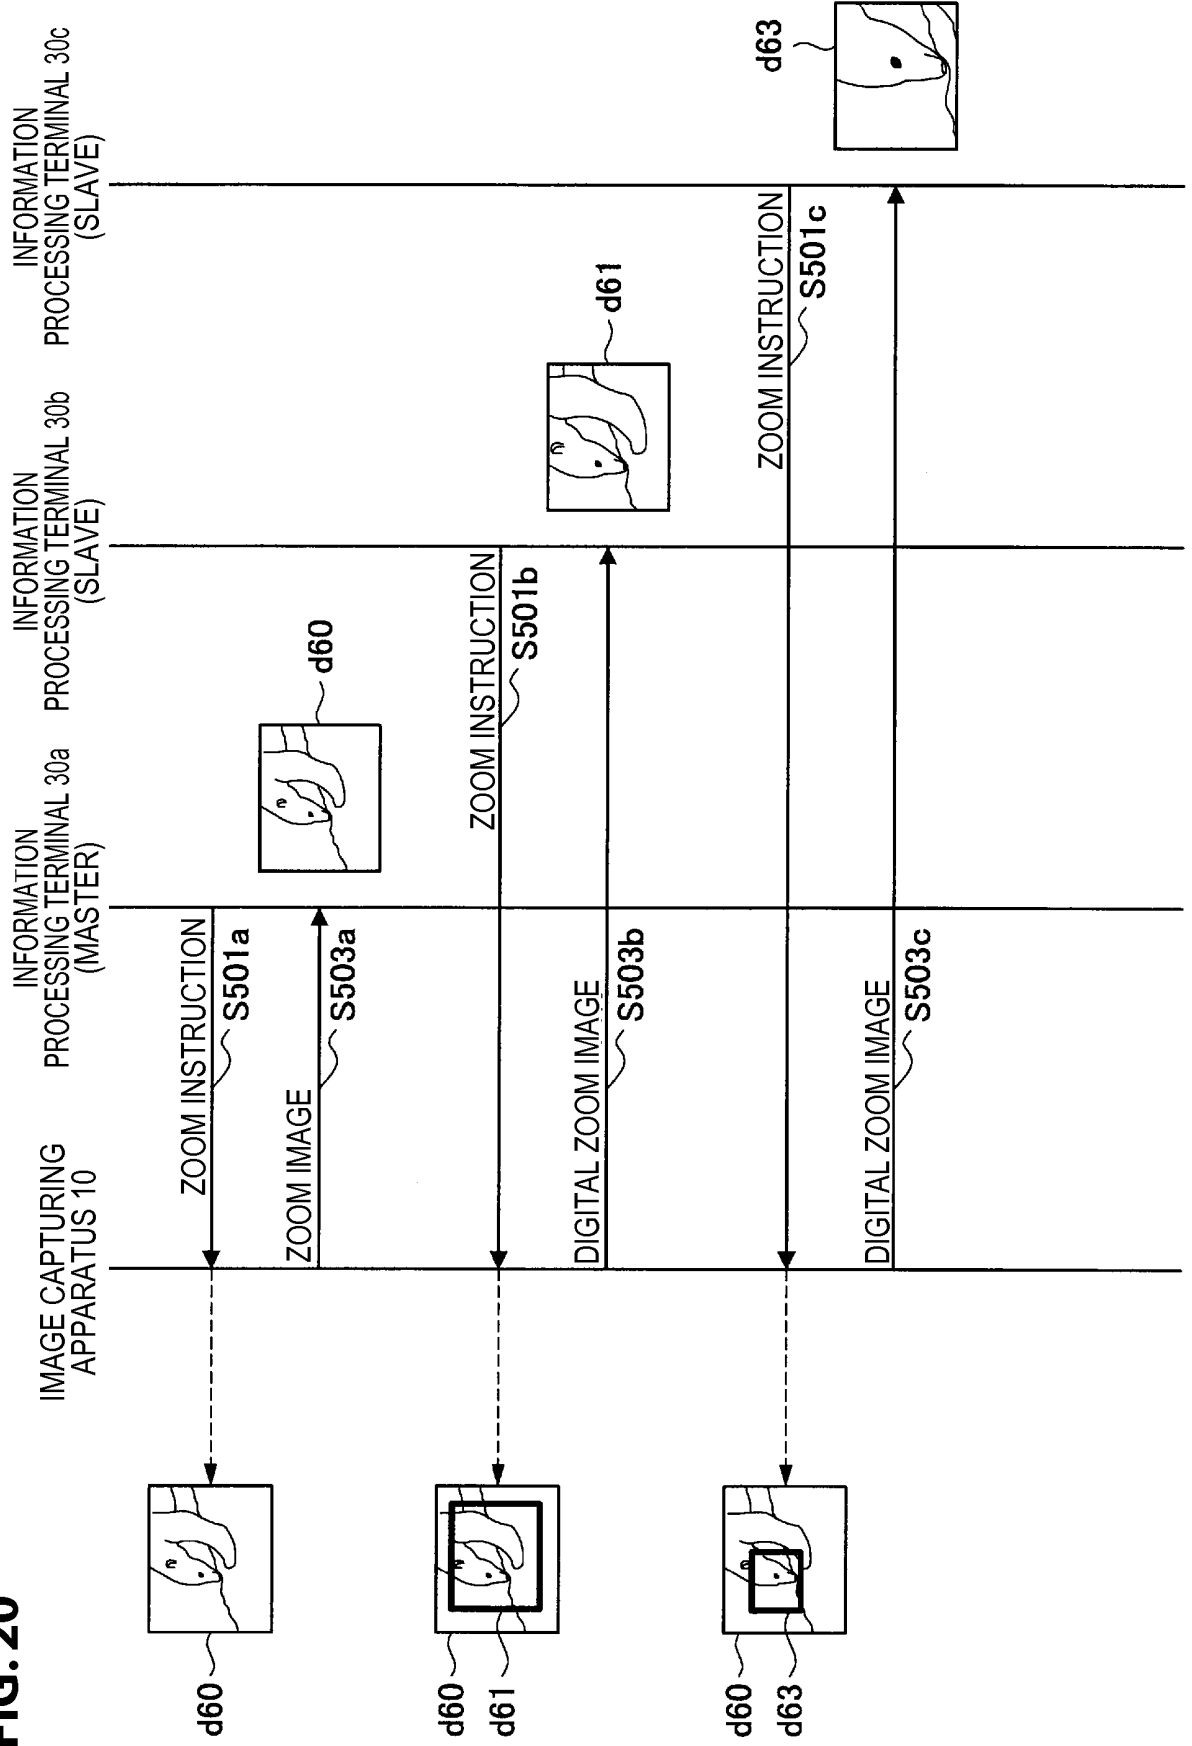 FIG. 20
IMAGE CAPTURING
APPARATUS 10
INFORMATION
PROCESSING TERMINAL 30a
(MASTER)
INFORMATION
PROCESSING TERMINAL 30b
(SLAVE)
INFORMATION
PROCESSING TERMINAL 30c
(SLAVE)
d60
ZOOM INSTRUCTION
S501a
ZOOM IMAGE
S503a
d60
d60
d61
ZOOM INSTRUCTION
S501b
DIGITAL ZOOM IMAGE
S503b
d61
d60
d63
ZOOM INSTRUCTION
S501c
DIGITAL ZOOM IMAGE
S503c
d63